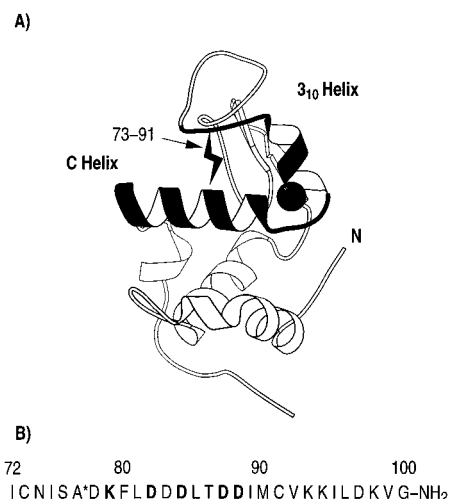 A)
3₁₀ Helix
73–91
C Helix
N
B)
72 80 90 100
ICNISA*DKFLDDDLTDDIMCVKKILDKVG–NH₂